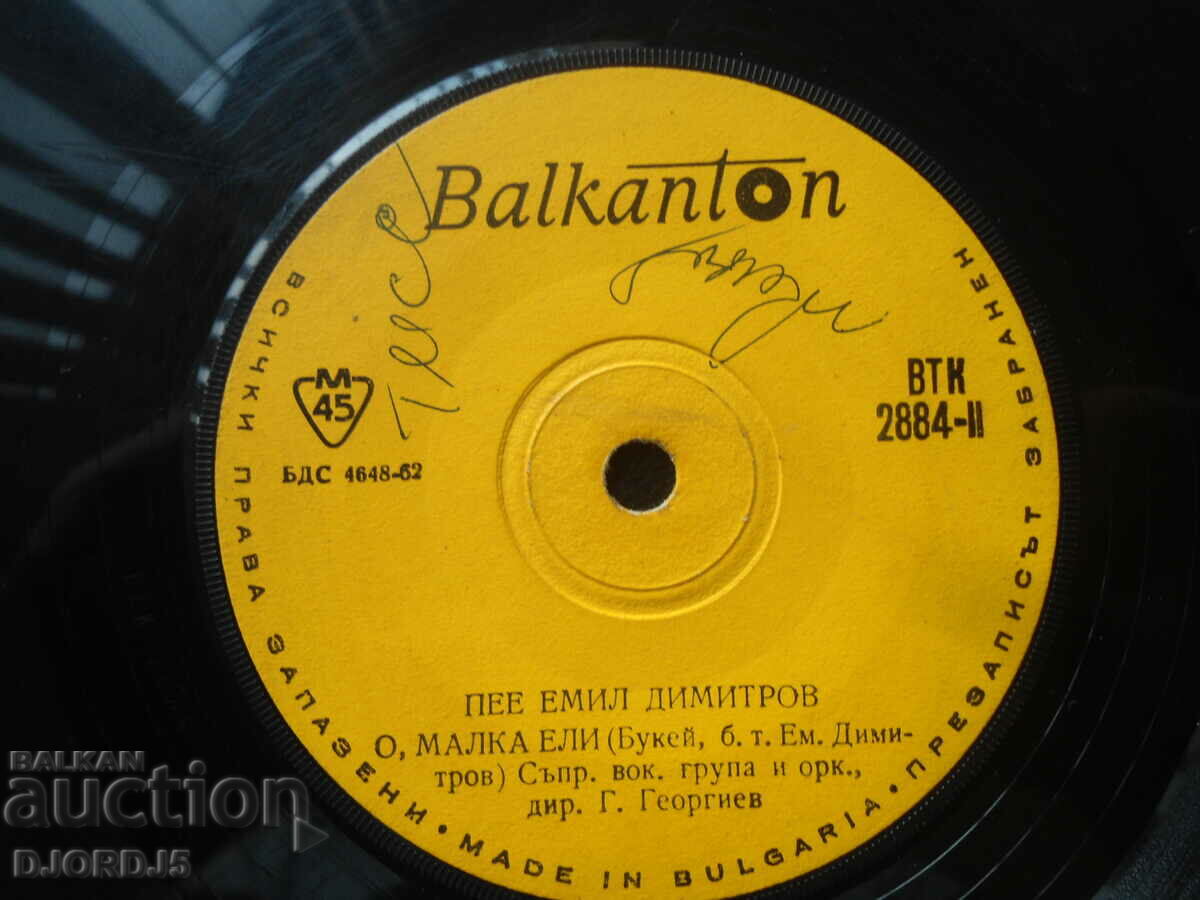 Balkanton
M
45
БДС 4648-62
ВТК
2884-II
ПЕЕ ЕМИЛ ДИМИТРОВ
О, МАЛКА ЕЛИ (Букей, б. т. Ем. Дими-
тров) Съпр. вок. група и орк.,
дир. Г. Георгиев
ВСИЧКИ ПРАВА ЗАПАЗЕНИ • MADE IN BULGARIA • ПРЕЗАПИСЪТ ЗАБРАНЕН
BALKAN
auction
DJORDJ5